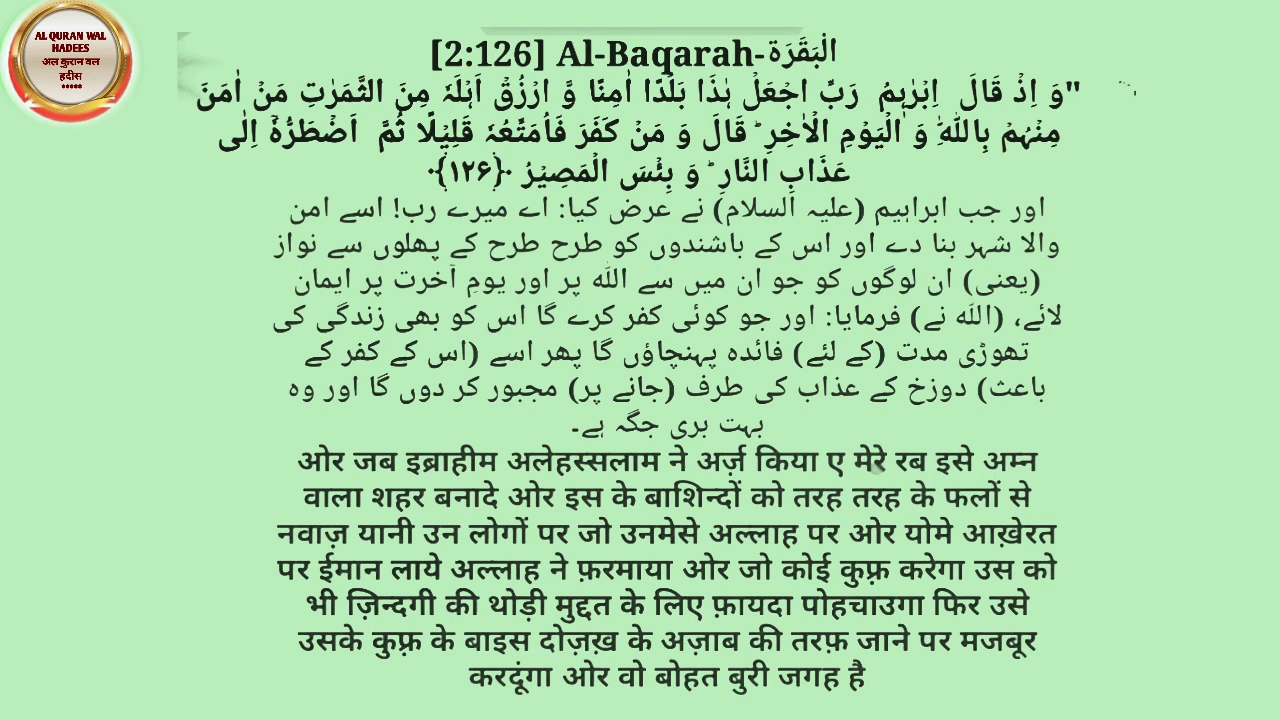 AL QURAN WAL
HADEES
अल कुरान वल
हदीस
*****
[2:126] Al-Baqarah-الْبَقَرَة
"وَ اِذۡ قَالَ اِبۡرٰہٖمُ رَبِّ اجۡعَلۡ ہٰذَا بَلَدًا اٰمِنًا وَّ ارۡزُقۡ اَہۡلَہٗ مِنَ الثَّمَرٰتِ مَنۡ اٰمَنَ
مِنۡہُمۡ بِاللّٰہِ وَ الۡیَوۡمِ الۡاٰخِرِ ؕ قَالَ وَ مَنۡ کَفَرَ فَاُمَتِّعُہٗ قَلِیۡلًا ثُمَّ اَضۡطَرُّہٗۤ اِلٰی
عَذَابِ النَّارِ ؕ وَ بِئۡسَ الۡمَصِیۡرُ ﴿۱۲۶﴾
اور جب ابراہیم (علیہ السلام) نے عرض کیا: اے میرے رب! اسے امن
والا شہر بنا دے اور اس کے باشندوں کو طرح طرح کے پھلوں سے نواز
(یعنی) ان لوگوں کو جو ان میں سے اللہ پر اور یومِ آخرت پر ایمان
لائے، (اللہ نے) فرمایا: اور جو کوئی کفر کرے گا اس کو بھی زندگی کی
تھوڑی مدت (کے لئے) فائدہ پہنچاؤں گا پھر اسے (اس کے کفر کے
باعث) دوزخ کے عذاب کی طرف (جانے پر) مجبور کر دوں گا اور وہ
بہت بری جگہ ہے۔
ओर जब इब्राहीम अलेहस्सलाम ने अर्ज़ किया ए मेरे रब इसे अम्न
वाला शहर बनादे ओर इस के बाशिन्दों को तरह तरह के फलों से
नवाज़ यानी उन लोगों पर जो उनमेसे अल्लाह पर ओर योमे आख़ेरत
पर ईमान लाये अल्लाह ने फ़रमाया ओर जो कोई कुफ़्र करेगा उस को
भी ज़िन्दगी की थोड़ी मुद्दत के लिए फ़ायदा पोहचाउगा फिर उसे
उसके कुफ़्र के बाइस दोज़ख़ के अज़ाब की तरफ़ जाने पर मजबूर
करदूंगा ओर वो बोहत बुरी जगह है